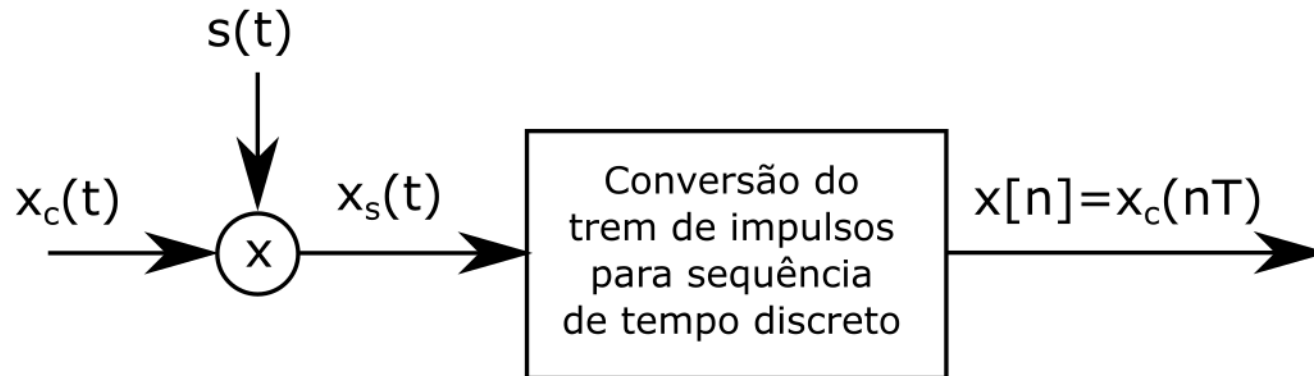 s(t)
x_c(t)
x
x_s(t)
Conversão do
trem de impulsos
para sequência
de tempo discreto
x[n]=x_c(nT)